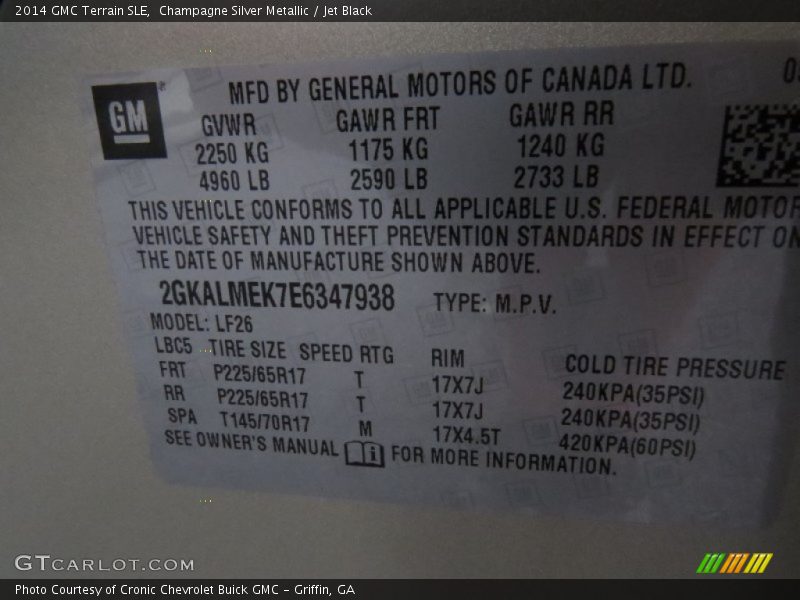 2014 GMC Terrain SLE,  Champagne Silver Metallic / Jet Black
MFD BY GENERAL MOTORS OF CANADA LTD.
GM
GVWR GAWR FRT GAWR RR
2250 KG 1175 KG 1240 KG
4960 LB 2590 LB 2733 LB
THIS VEHICLE CONFORMS TO ALL APPLICABLE U.S. FEDERAL MOTOR
VEHICLE SAFETY AND THEFT PREVENTION STANDARDS IN EFFECT ON
THE DATE OF MANUFACTURE SHOWN ABOVE.
2GKALMEK7E6347938 TYPE: M.P.V.
MODEL: LF26
LBC5 TIRE SIZE SPEED RTG RIM COLD TIRE PRESSURE
FRT P225/65R17 T 17X7J 240KPA(35PSI)
RR P225/65R17 T 17X7J 240KPA(35PSI)
SPA T145/70R17 M 17X4.5T 420KPA(60PSI)
SEE OWNER'S MANUAL i FOR MORE INFORMATION.
GTCARLOT.COM
Photo Courtesy of Cronic Chevrolet Buick GMC - Griffin, GA